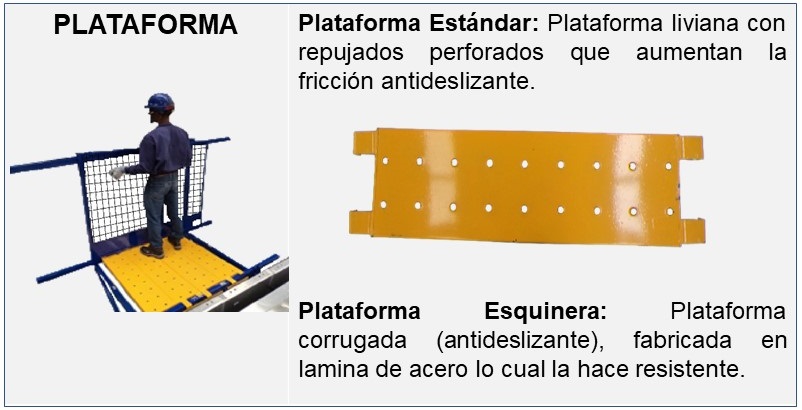 PLATAFORMA
Plataforma Estándar: Plataforma liviana con
repujados perforados que aumentan la
fricción antideslizante.
Plataforma Esquinera: Plataforma
corrugada (antideslizante), fabricada en
lamina de acero lo cual la hace resistente.